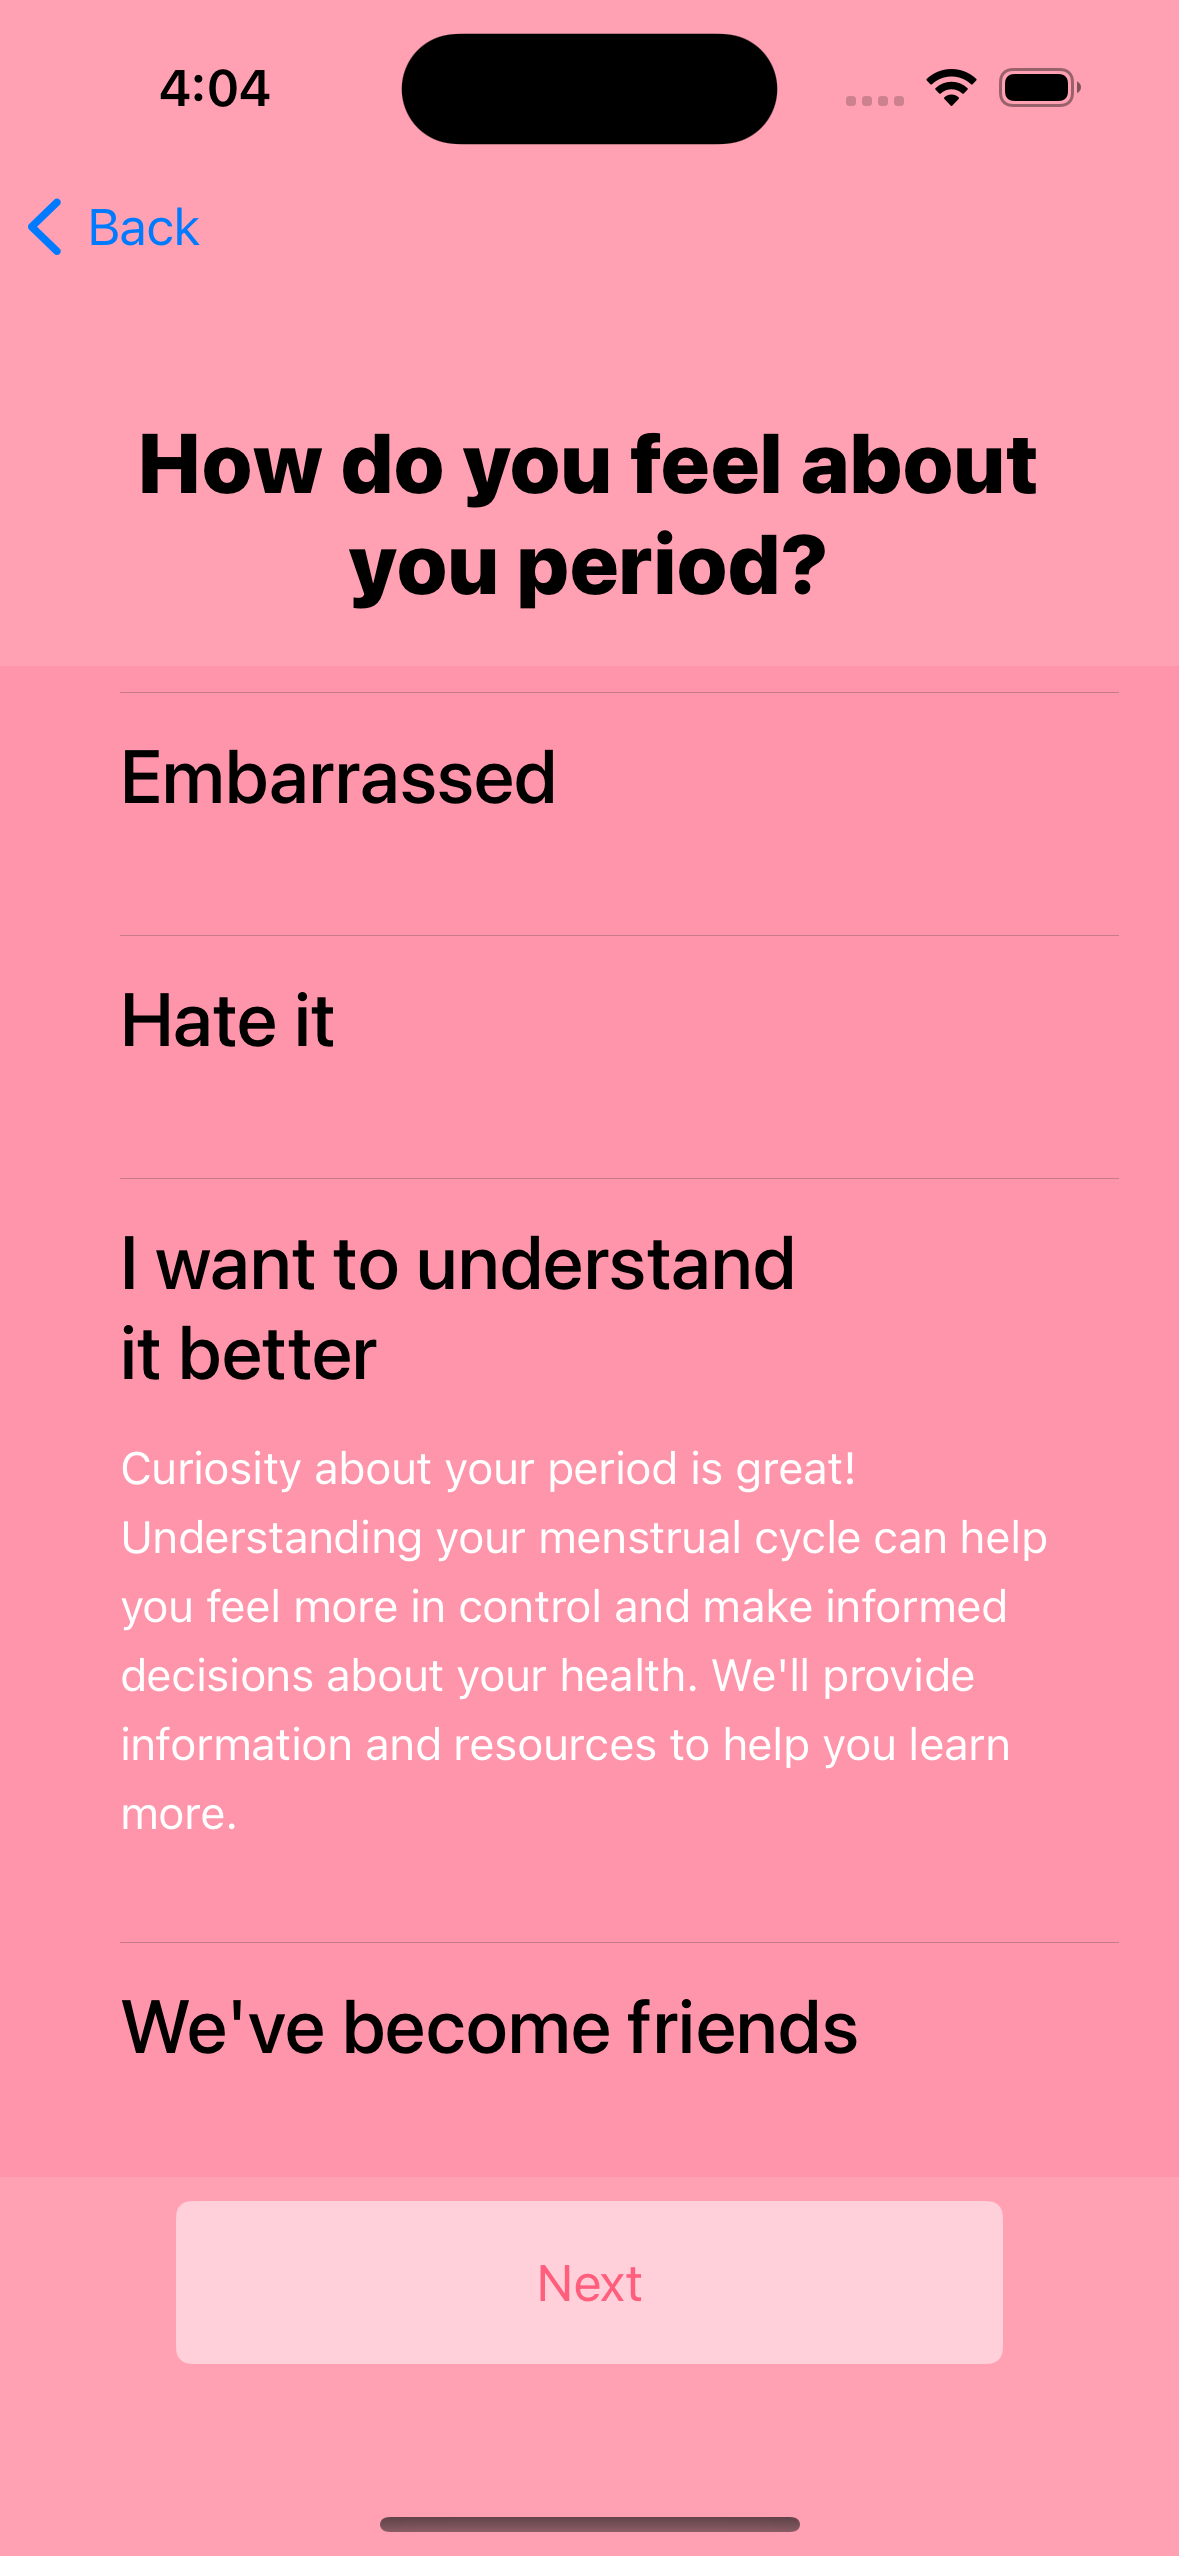 4:04
Back
How do you feel about
you period?
Embarrassed
Hate it
I want to understand
it better
Curiosity about your period is great!
Understanding your menstrual cycle can help
you feel more in control and make informed
decisions about your health. We'll provide
information and resources to help you learn
more.
We've become friends
Next